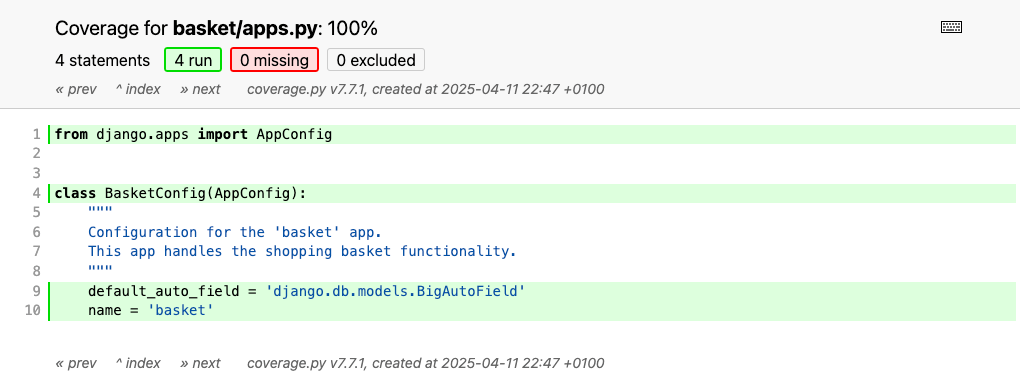 Coverage for basket/apps.py: 100%
4 statements 4 run 0 missing 0 excluded
« prev ^ index » next coverage.py v7.7.1, created at 2025-04-11 22:47 +0100
1 from django.apps import AppConfig
2
3
4 class BasketConfig(AppConfig):
5     """
6     Configuration for the 'basket' app.
7     This app handles the shopping basket functionality.
8     """
9     default_auto_field = 'django.db.models.BigAutoField'
10     name = 'basket'
« prev ^ index » next coverage.py v7.7.1, created at 2025-04-11 22:47 +0100